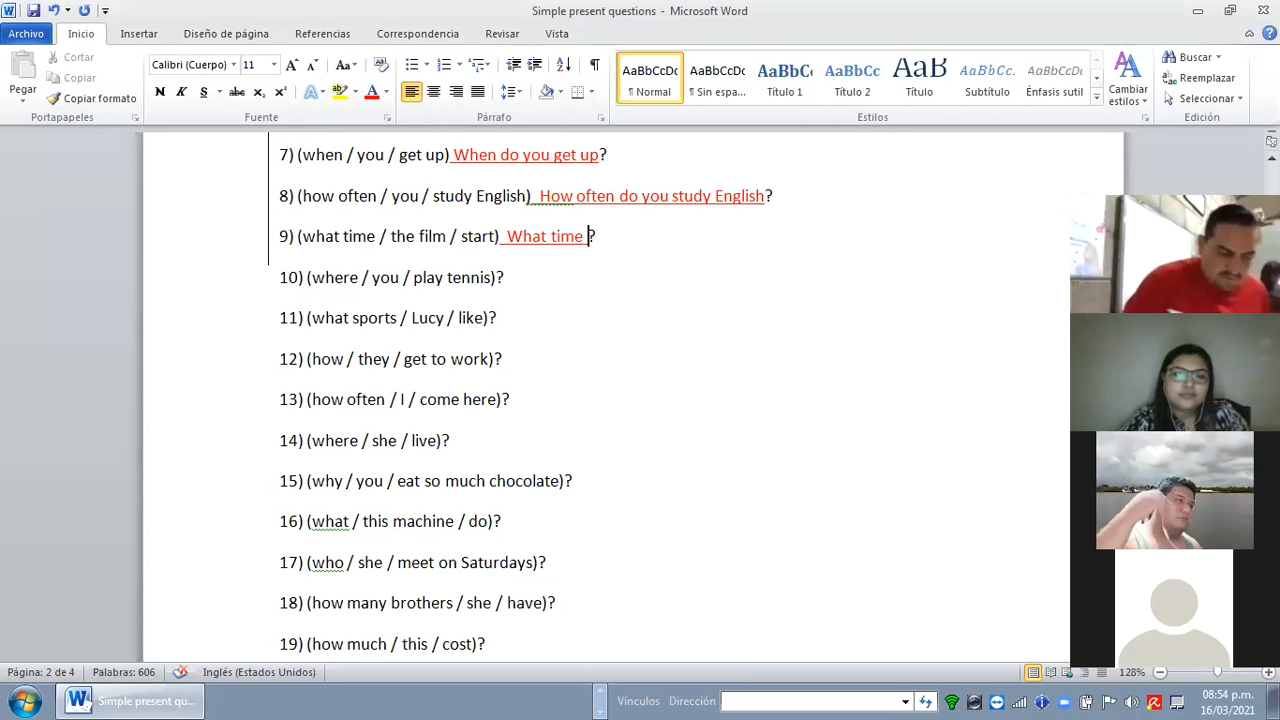 Simple present questions - Microsoft Word
Archivo Inicio Insertar Diseño de página Referencias Correspondencia Revisar Vista
Cortar
Copiar
Copiar formato
Pegar
Portapapeles
Calibri (Cuerpo) 11
N K S abc x₂ x² Aa
Fuente
Párrafo
AaBbCcDc AaBbCcDc AaBbC AaBbCc AaB AaBbCc. AaBbCcDc
¶ Normal ¶ Sin espa... Título 1 Título 2 Título Subtítulo Énfasis sutil
Estilos
Cambiar estilos
Buscar
Reemplazar
Seleccionar
Edición
7) (when / you / get up) When do you get up?
8) (how often / you / study English) How often do you study English?
9) (what time / the film / start) What time ?
10) (where / you / play tennis)?
11) (what sports / Lucy / like)?
12) (how / they / get to work)?
13) (how often / I / come here)?
14) (where / she / live)?
15) (why / you / eat so much chocolate)?
16) (what / this machine / do)?
17) (who / she / meet on Saturdays)?
18) (how many brothers / she / have)?
19) (how much / this / cost)?
Página: 2 de 4 Palabras: 606 Inglés (Estados Unidos) 128%
Simple present qu... Vínculos Dirección 08:54 p.m.
16/03/2021